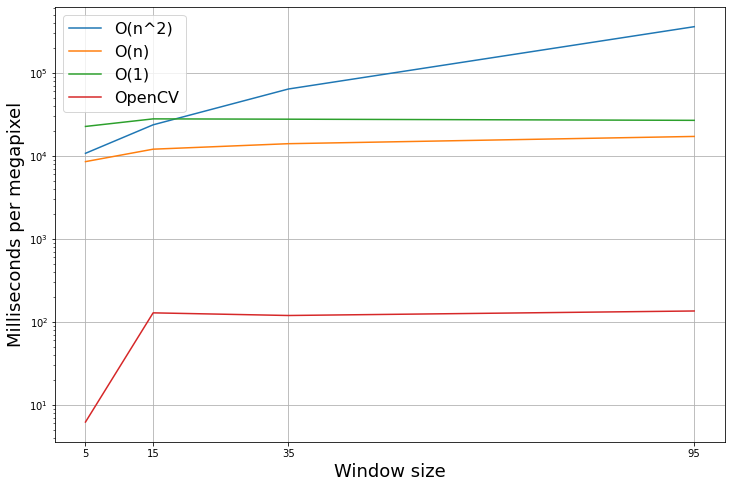 O(n^2)
O(n)
O(1)
OpenCV
Milliseconds per megapixel
10^5
10^4
10^3
10^2
10^1
5 15 35 95
Window size